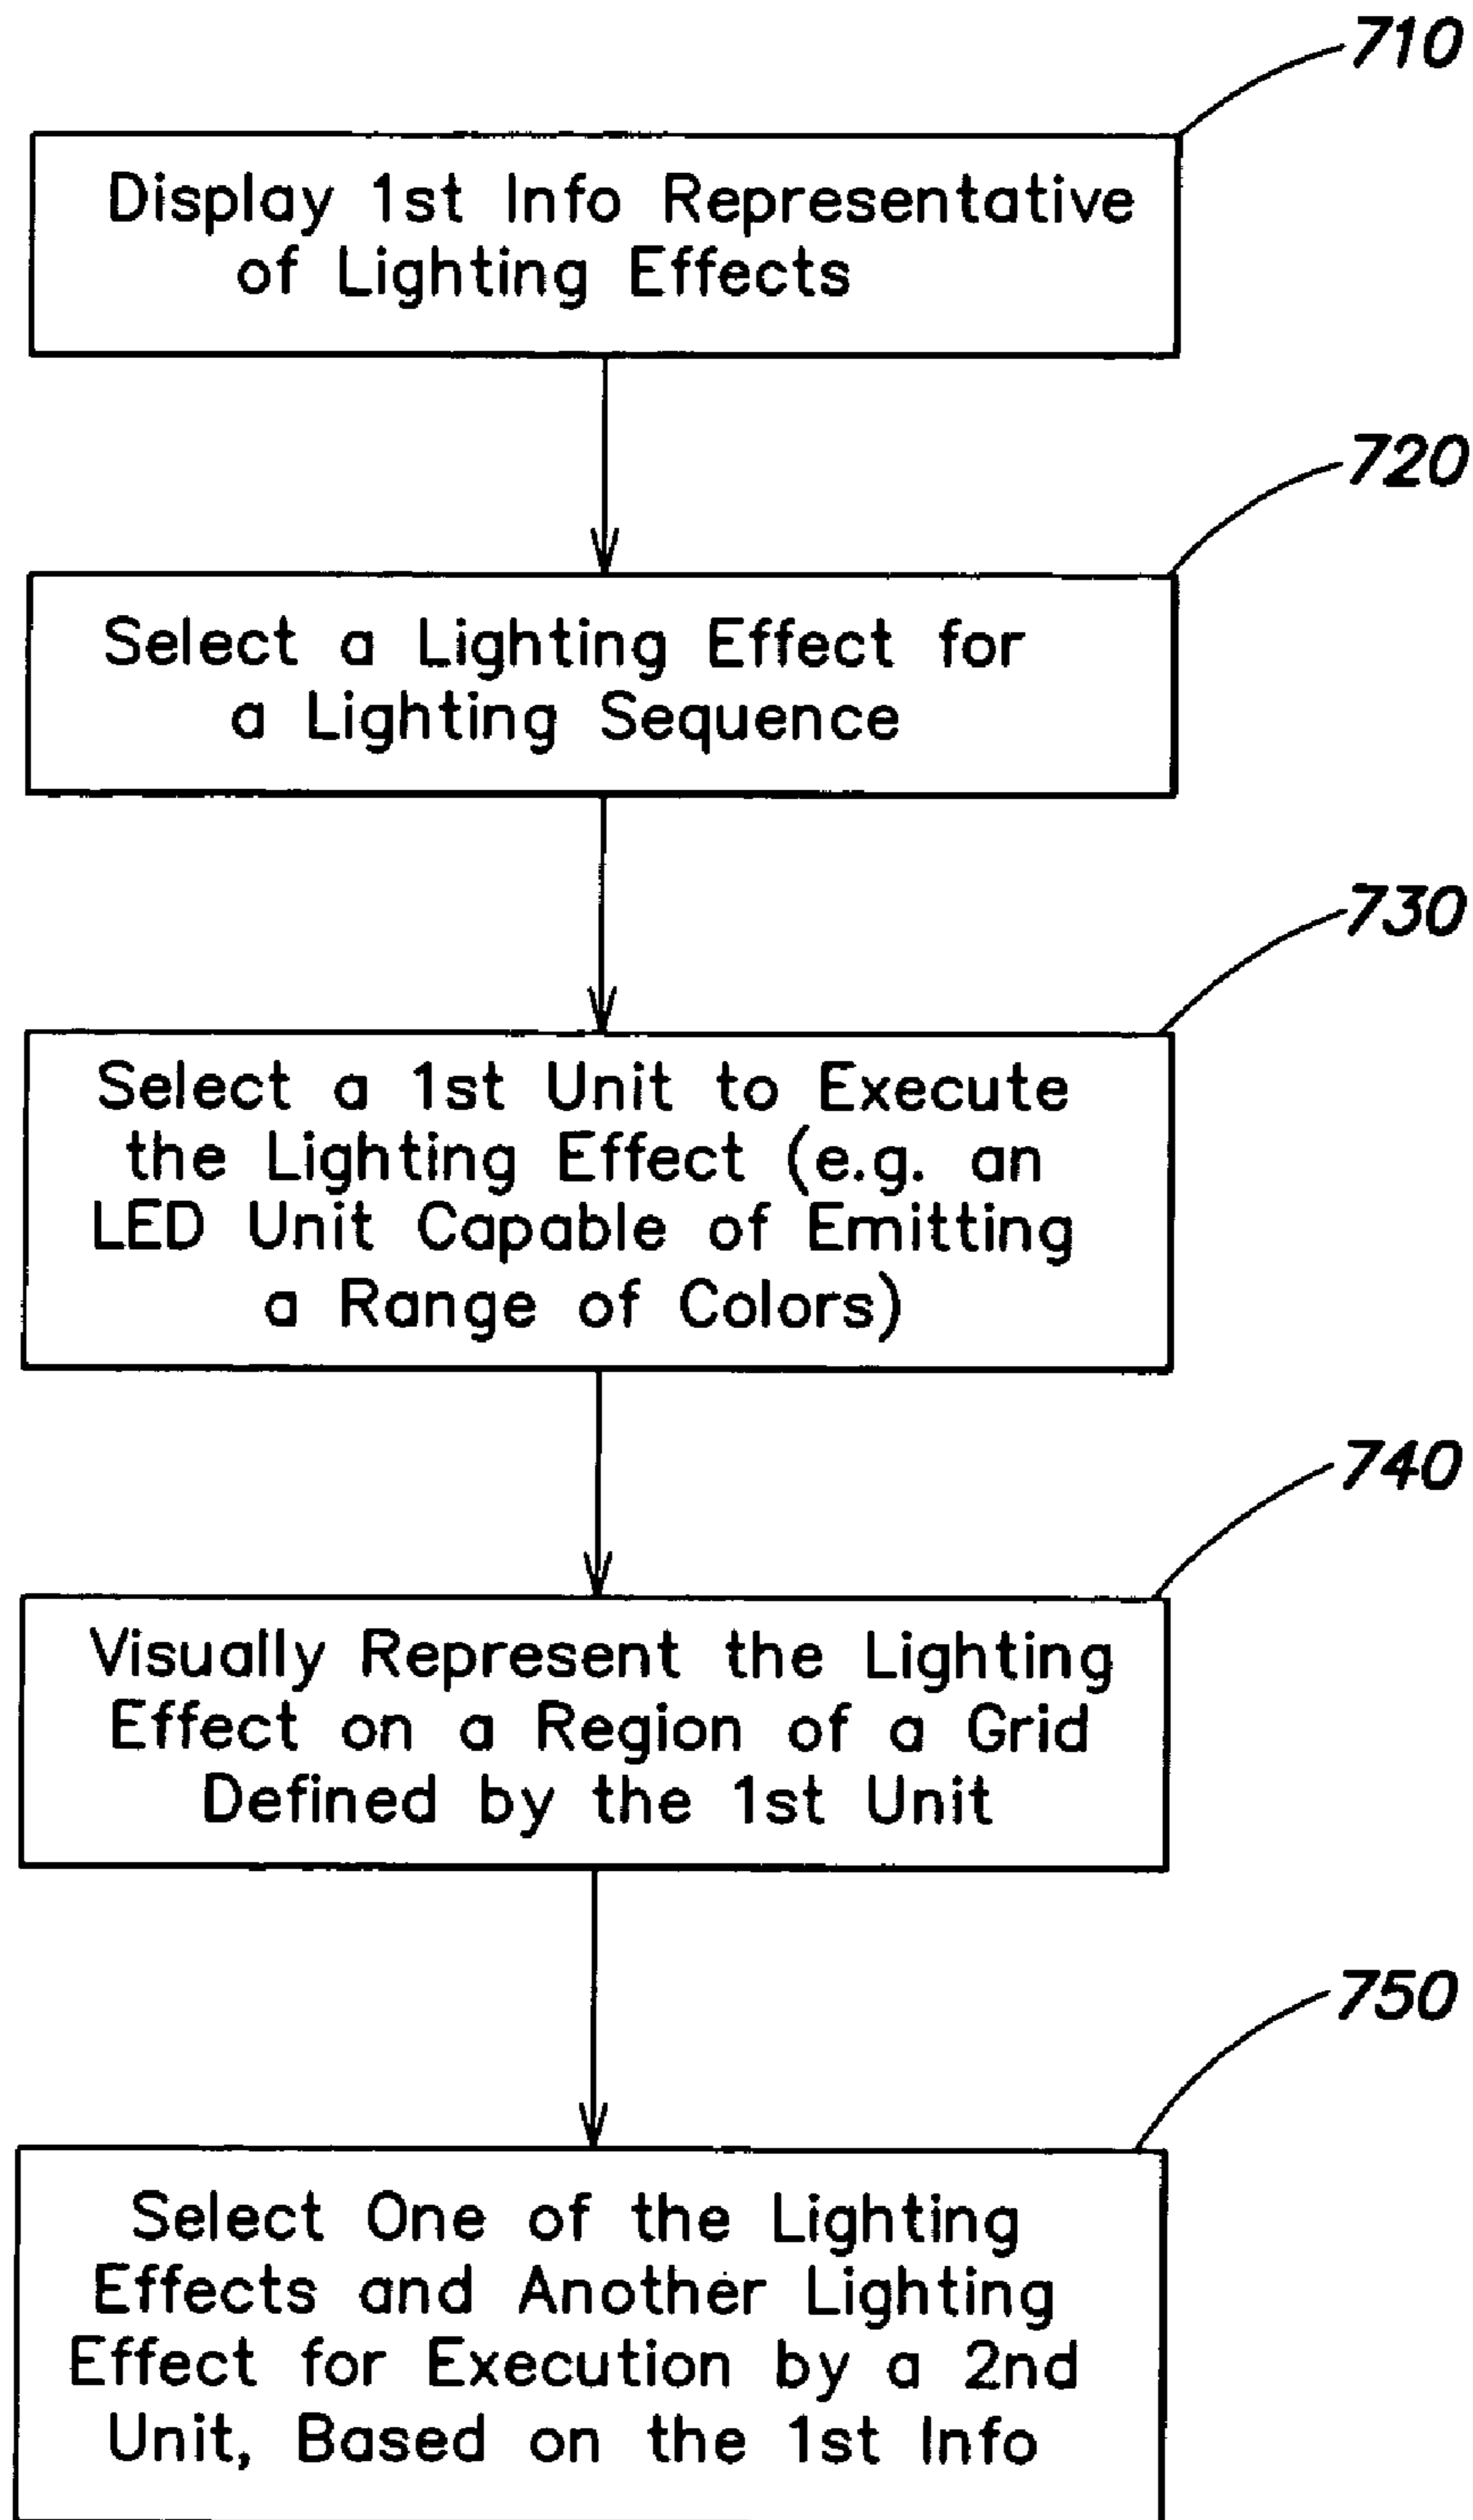 710
Display 1st Info Representative
of Lighting Effects
720
Select a Lighting Effect for
a Lighting Sequence
730
Select a 1st Unit to Execute
the Lighting Effect (e.g. an
LED Unit Capable of Emitting
a Range of Colors)
740
Visually Represent the Lighting
Effect on a Region of a Grid
Defined by the 1st Unit
750
Select One of the Lighting
Effects and Another Lighting
Effect for Execution by a 2nd
Unit, Based on the 1st Info